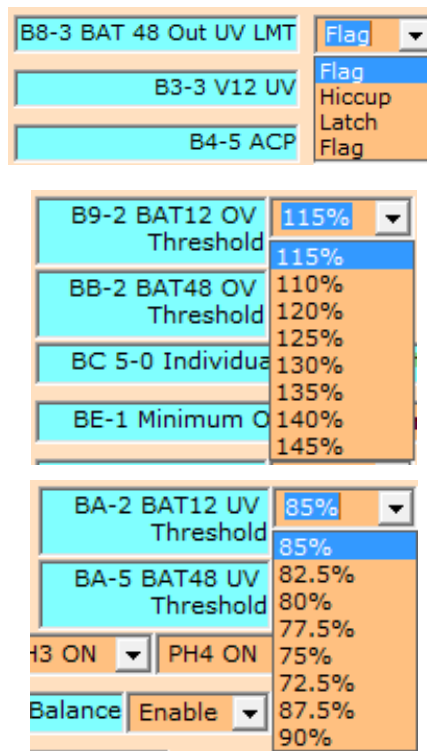 B8-3 BAT 48 Out UV LMT Flag
Flag
B3-3 V12 UV Hiccup
Latch
B4-5 ACP Flag
B9-2 BAT12 OV 115%
Threshold
115%
BB-2 BAT48 OV 110%
Threshold 120%
125%
BC 5-0 Individua 130%
135%
BE-1 Minimum O 140%
145%
BA-2 BAT12 UV 85%
Threshold
85%
BA-5 BAT48 UV 82.5%
Threshold 80%
77.5%
H3 ON PH4 ON 75%
72.5%
Balance Enable 87.5%
90%